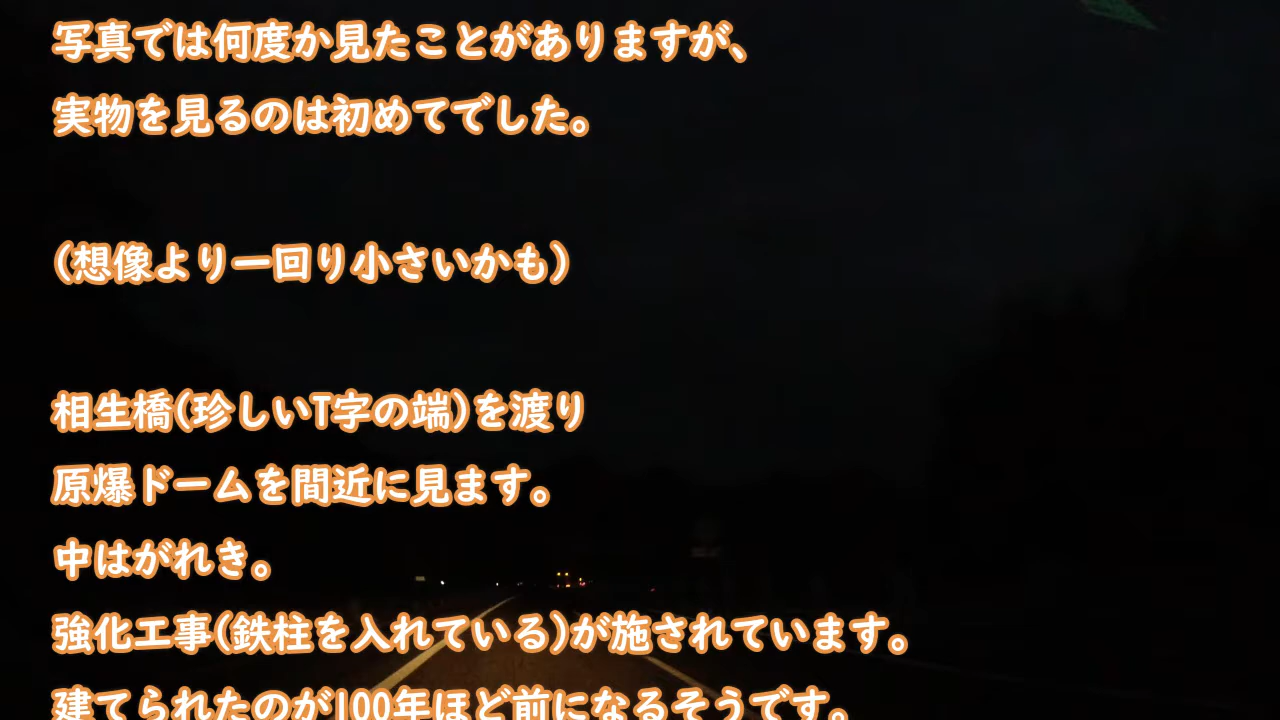 写真では何度か見たことがありますが、
実物を見るのは初めてでした。
(想像より一回り小さいかも)
相生橋(珍しいT字の端)を渡り
原爆ドームを間近に見ます。
中はがれき。
強化工事(鉄柱を入れている)が施されています。
建てられたのが100年ほど前になるそうです。